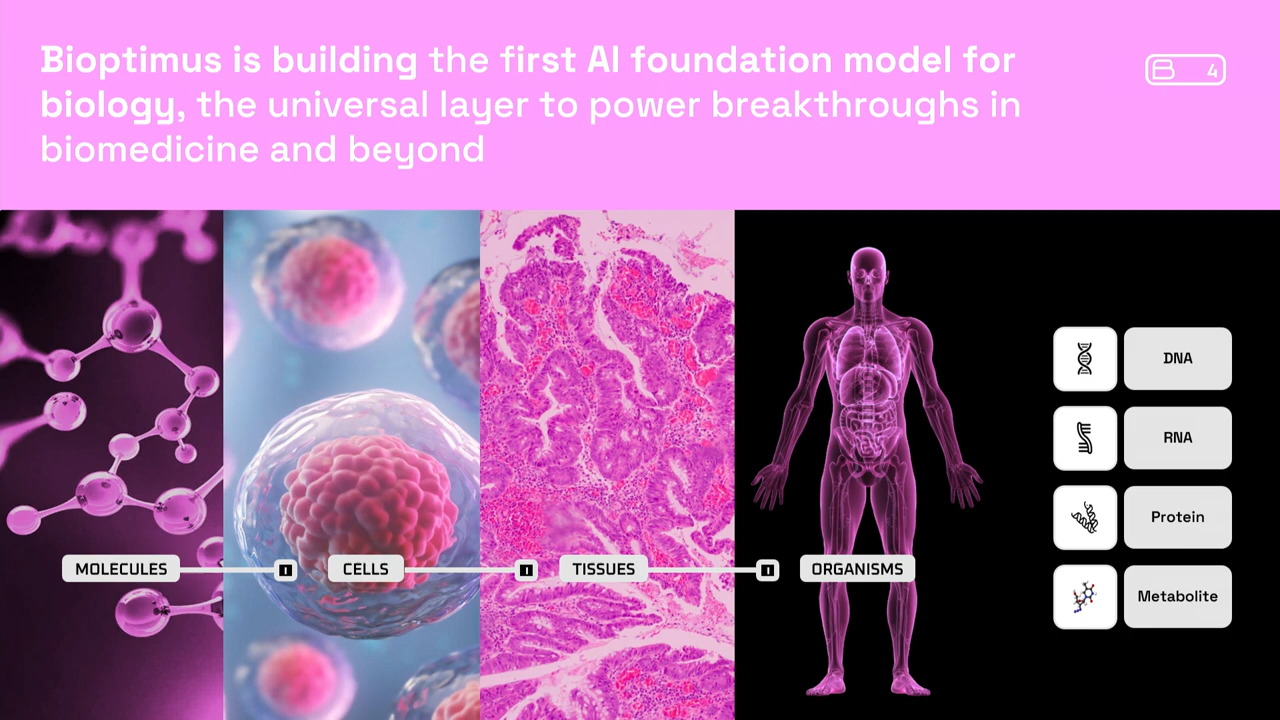 Bioptimus is building the first AI foundation model for
biology, the universal layer to power breakthroughs in
biomedicine and beyond
B 4
MOLECULES
CELLS
TISSUES
ORGANISMS
DNA
RNA
Protein
Metabolite